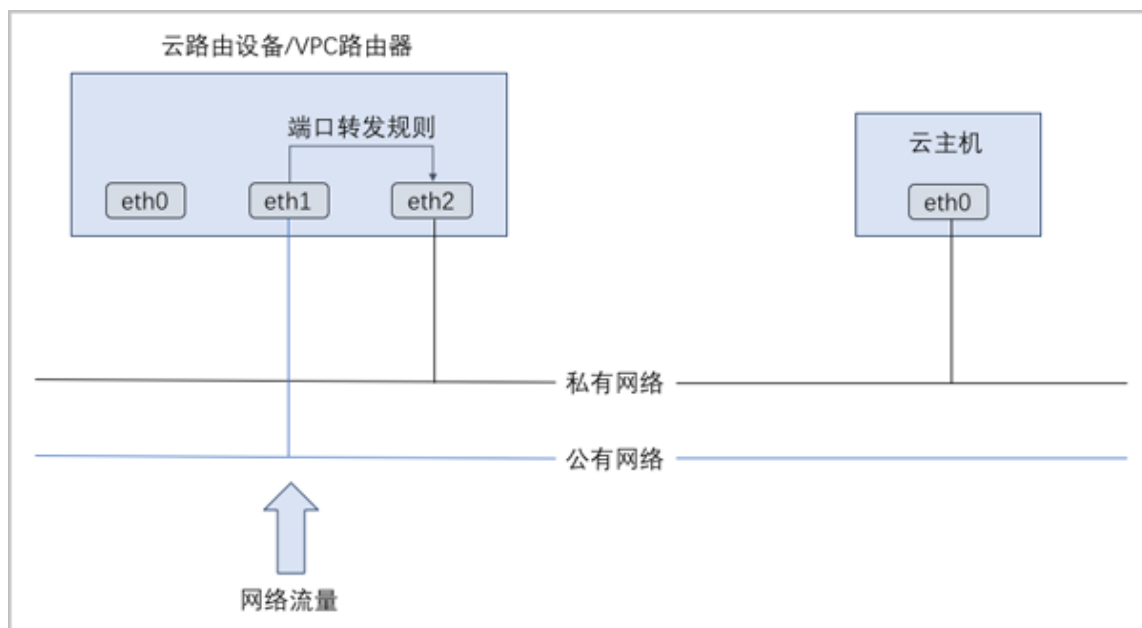 云路由设备/VPC路由器
端口转发规则
eth0
eth1
eth2
云主机
eth0
私有网络
公有网络
网络流量